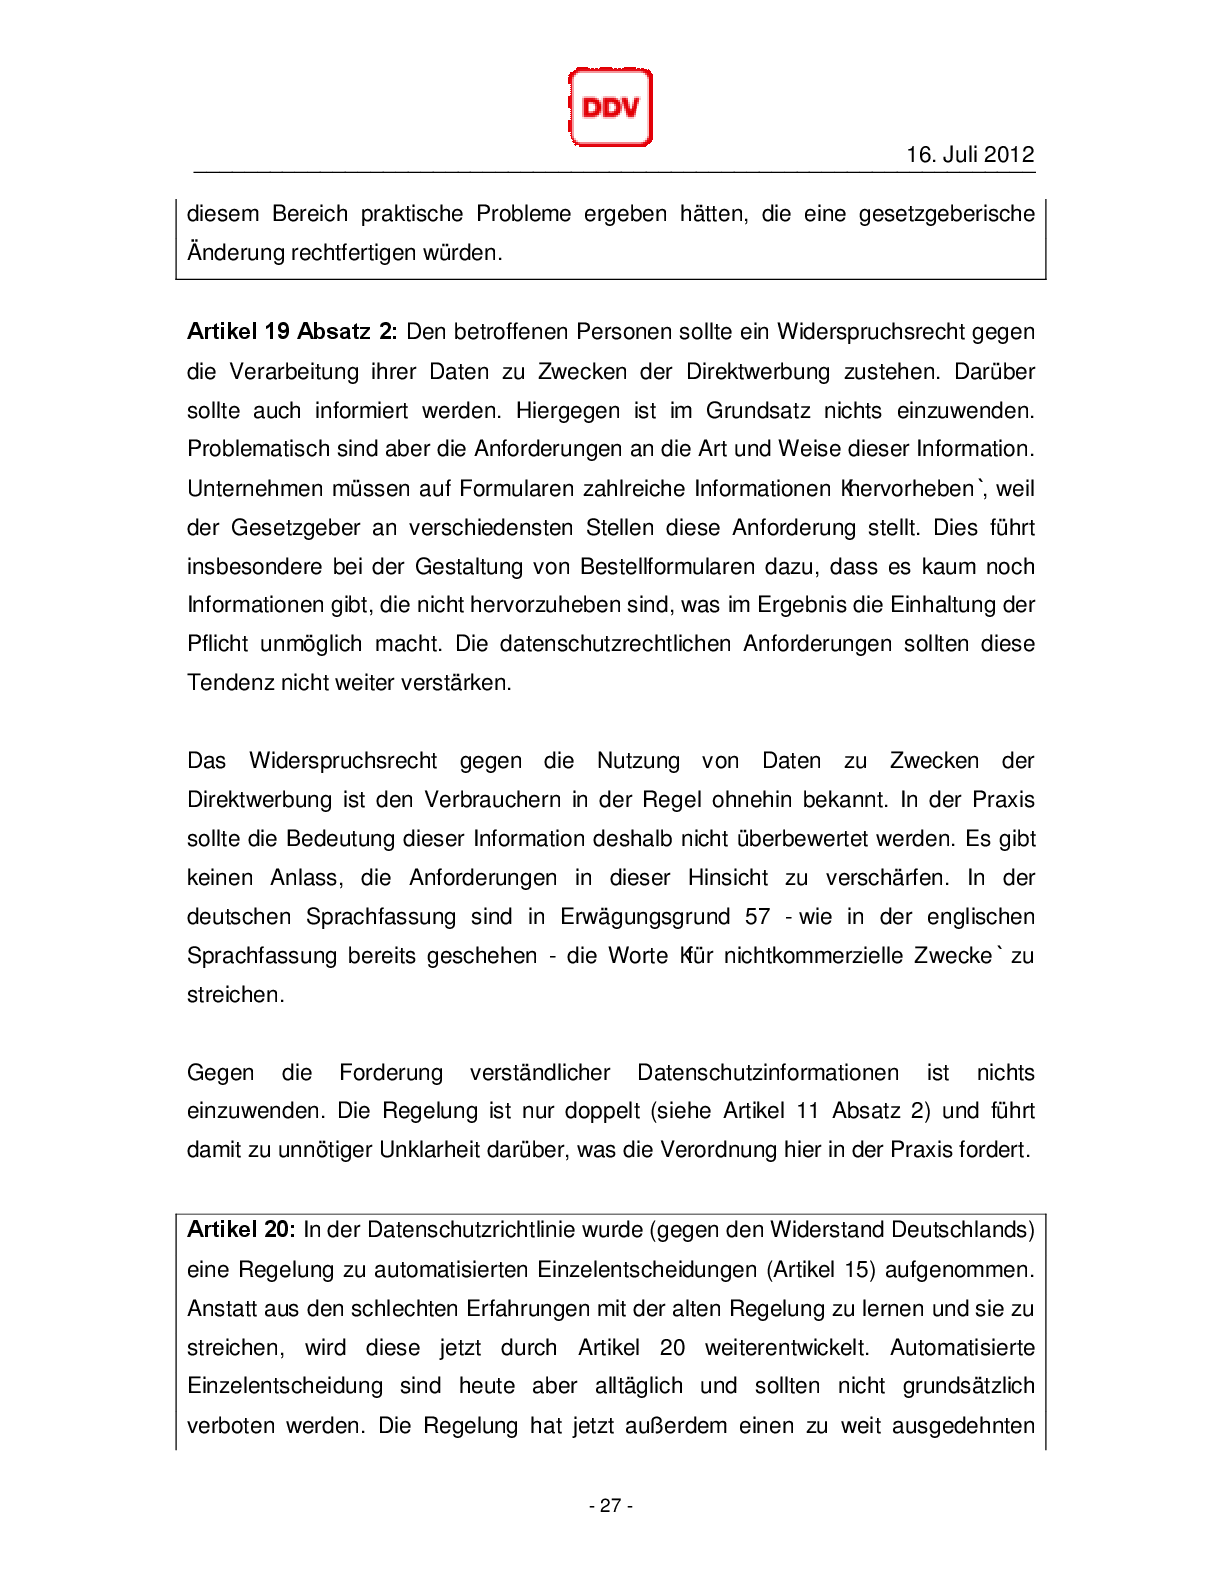 DDV
16. Juli 2012
diesem Bereich praktische Probleme ergeben hätten, die eine gesetzgeberische
Änderung rechtfertigen würden.
Artikel 19 Absatz 2: Den betroffenen Personen sollte ein Widerspruchsrecht gegen
die Verarbeitung ihrer Daten zu Zwecken der Direktwerbung zustehen. Darüber
sollte auch informiert werden. Hiergegen ist im Grundsatz nichts einzuwenden.
Problematisch sind aber die Anforderungen an die Art und Weise dieser Information.
Unternehmen müssen auf Formularen zahlreiche Informationen Khervorheben`, weil
der Gesetzgeber an verschiedensten Stellen diese Anforderung stellt. Dies führt
insbesondere bei der Gestaltung von Bestellformularen dazu, dass es kaum noch
Informationen gibt, die nicht hervorzuheben sind, was im Ergebnis die Einhaltung der
Pflicht unmöglich macht. Die datenschutzrechtlichen Anforderungen sollten diese
Tendenz nicht weiter verstärken.
Das Widerspruchsrecht gegen die Nutzung von Daten zu Zwecken der
Direktwerbung ist den Verbrauchern in der Regel ohnehin bekannt. In der Praxis
sollte die Bedeutung dieser Information deshalb nicht überbewertet werden. Es gibt
keinen Anlass, die Anforderungen in dieser Hinsicht zu verschärfen. In der
deutschen Sprachfassung sind in Erwägungsgrund 57 - wie in der englischen
Sprachfassung bereits geschehen - die Worte Kfür nichtkommerzielle Zwecke` zu
streichen.
Gegen die Forderung verständlicher Datenschutzinformationen ist nichts
einzuwenden. Die Regelung ist nur doppelt (siehe Artikel 11 Absatz 2) und führt
damit zu unnötiger Unklarheit darüber, was die Verordnung hier in der Praxis fordert.
Artikel 20: In der Datenschutzrichtlinie wurde (gegen den Widerstand Deutschlands)
eine Regelung zu automatisierten Einzelentscheidungen (Artikel 15) aufgenommen.
Anstatt aus den schlechten Erfahrungen mit der alten Regelung zu lernen und sie zu
streichen, wird diese jetzt durch Artikel 20 weiterentwickelt. Automatisierte
Einzelentscheidung sind heute aber alltäglich und sollten nicht grundsätzlich
verboten werden. Die Regelung hat jetzt außerdem einen zu weit ausgedehnten
- 27 -